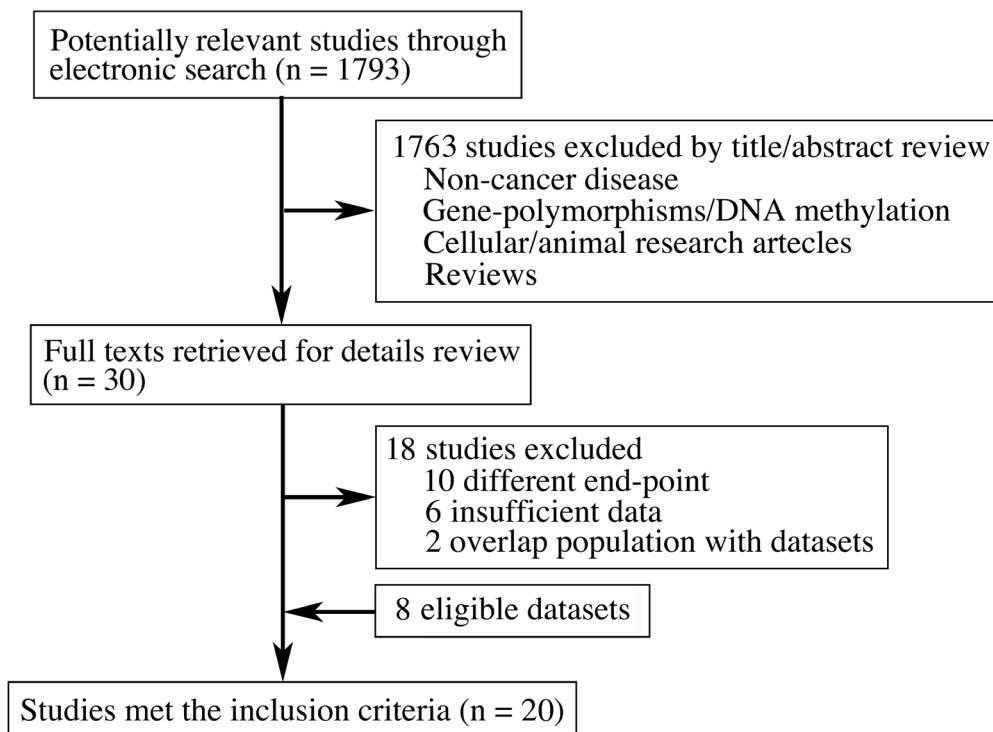 Potentially relevant studies through
electronic search (n = 1793)
1763 studies excluded by title/abstract review
Non-cancer disease
Gene-polymorphisms/DNA methylation
Cellular/animal research artecles
Reviews
Full texts retrieved for details review
(n = 30)
18 studies excluded
10 different end-point
6 insufficient data
2 overlap population with datasets
8 eligible datasets
Studies met the inclusion criteria (n = 20)